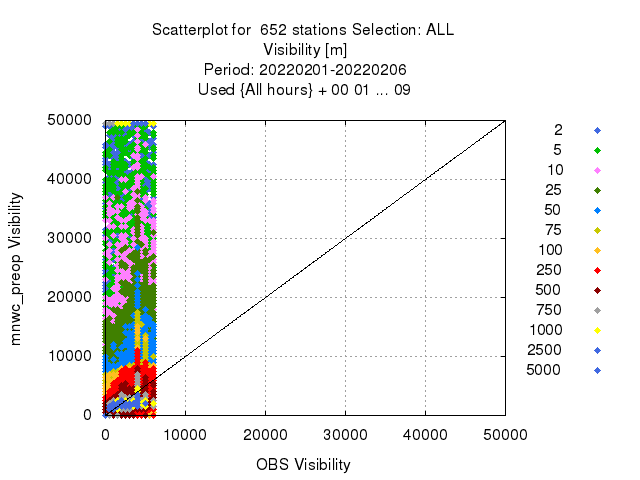 Scatterplot for  652 stations Selection: ALL
Visibility [m]
Period: 20220201-20220206
Used {All hours} + 00 01 ... 09
mnwc_preop Visibility
50000
40000
30000
20000
10000
0
0 10000 20000 30000 40000 50000
OBS Visibility
2
5
10
25
50
75
100
250
500
750
1000
2500
5000